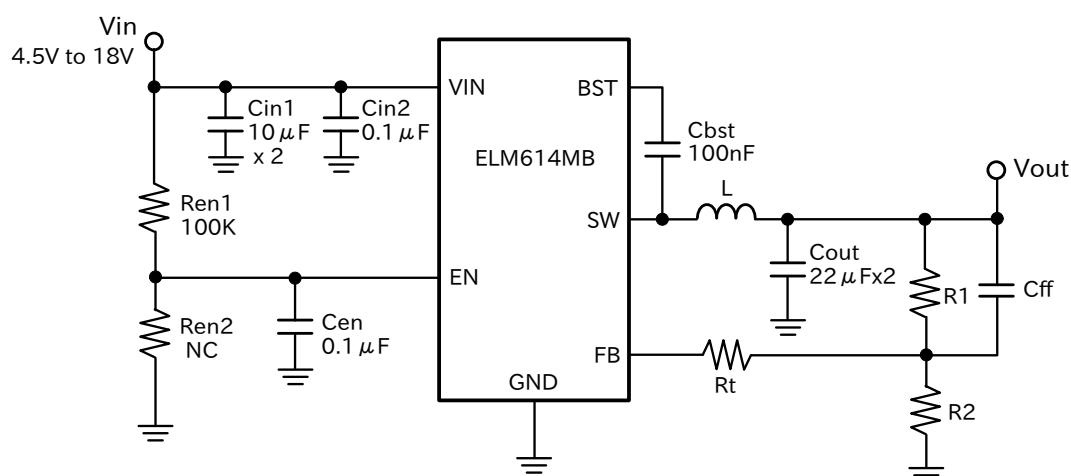 Vin
4.5V to 18V
Cin1
10μF
x 2
Cin2
0.1μF
VIN
BST
Cbst
100nF
ELM614MB
Vout
L
Ren1
100K
SW
Cout
22μFx2
R1
Cff
EN
Ren2
NC
Cen
0.1μF
FB
Rt
GND
R2